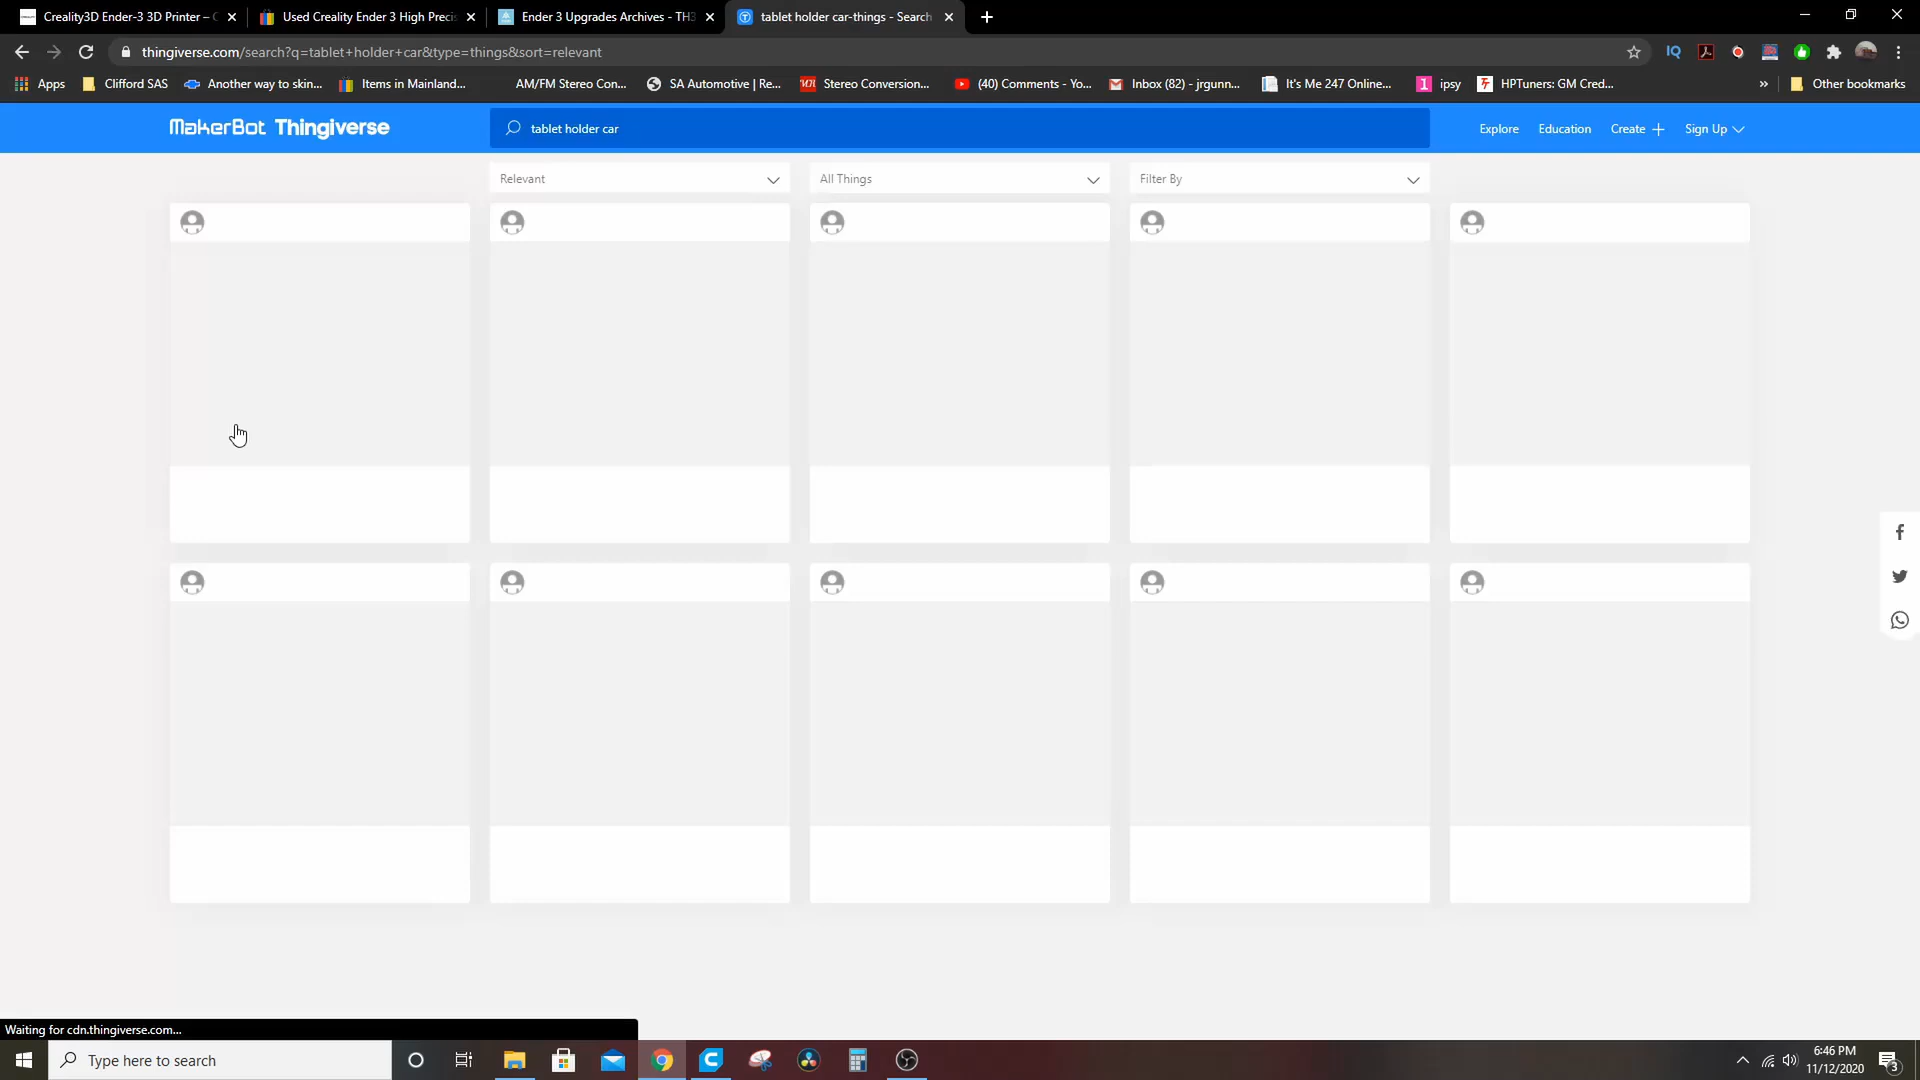 Creality3D Ender-3 3D Printer –
Used Creality Ender 3 High Precis
Ender 3 Upgrades Archives - TH3
tablet holder car-things - Search
thingiverse.com/search?q=tablet+holder+car&type=things&sort=relevant
IQ
Apps
Clifford SAS
Another way to skin...
Items in Mainland...
AM/FM Stereo Con...
SA Automotive | Re...
Stereo Conversion...
(40) Comments - Yo...
Inbox (82) - jrgunn...
It's Me 247 Online...
ipsy
HPTuners: GM Cred...
»
Other bookmarks
MakerBot Thingiverse
tablet holder car
Explore
Education
Create +
Sign Up
Relevant
All Things
Filter By
Waiting for cdn.thingiverse.com...
Type here to search
6:46 PM
11/12/2020
3